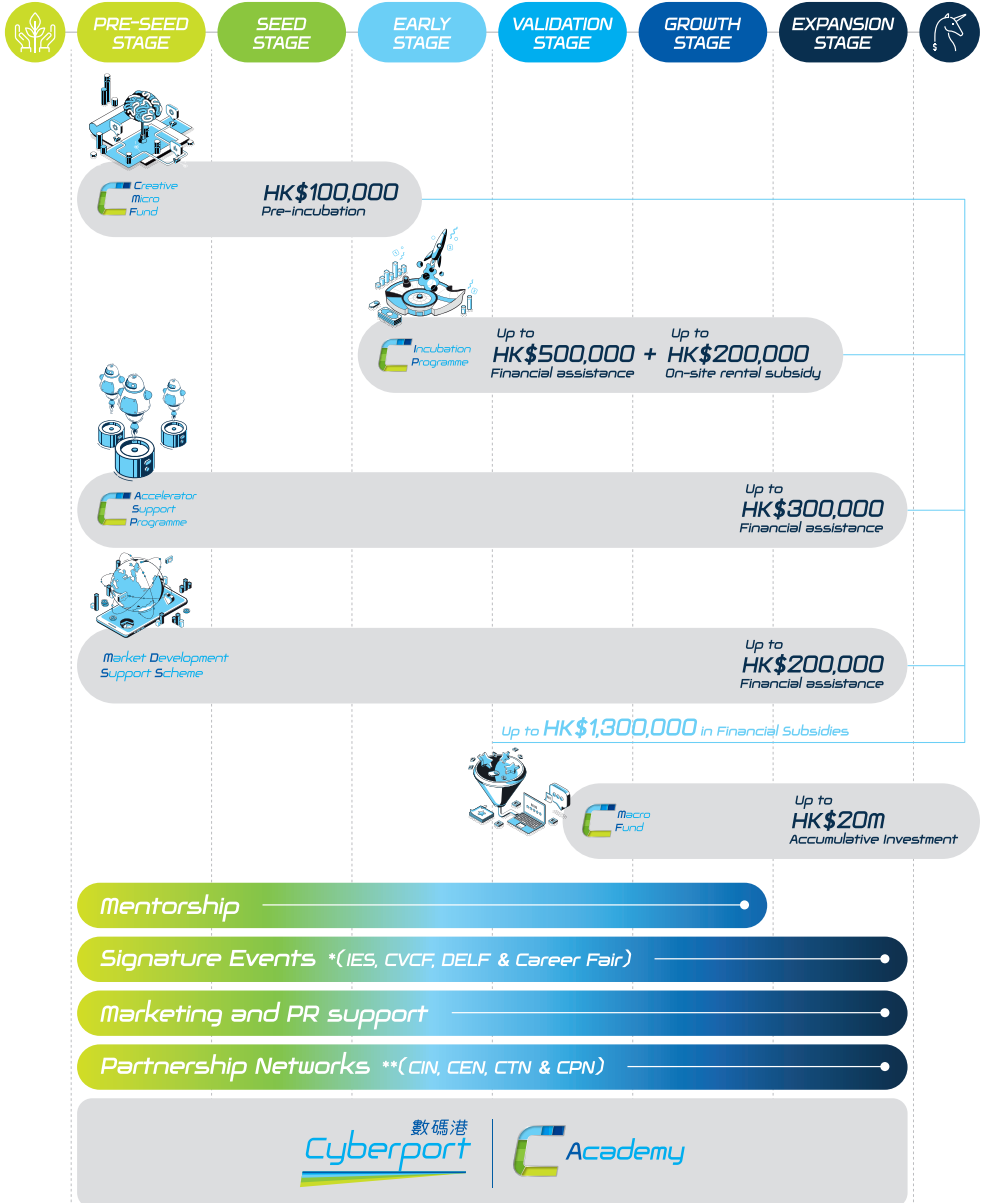 PRE-SEED
STAGE
SEED
STAGE
EARLY
STAGE
VALIDATION
STAGE
GROWTH
STAGE
EXPANSION
STAGE
$
Creative
Micro
Fund
HK$100,000
Pre-incubation
Incubation
Programme
Up to
HK$500,000
Financial assistance
+
Up to
HK$200,000
On-site rental subsidy
Accelerator
Support
Programme
Up to
HK$300,000
Financial assistance
Market Development
Support Scheme
Up to
HK$200,000
Financial assistance
Up to HK$1,300,000 in Financial Subsidies
Macro
Fund
Up to
HK$20m
Accumulative Investment
Mentorship
Signature Events *(IES, CVCF, DELF & Career Fair)
Marketing and PR support
Partnership Networks **(CIN, CEN, CTN & CPN)
數碼港
Cyberport
Academy